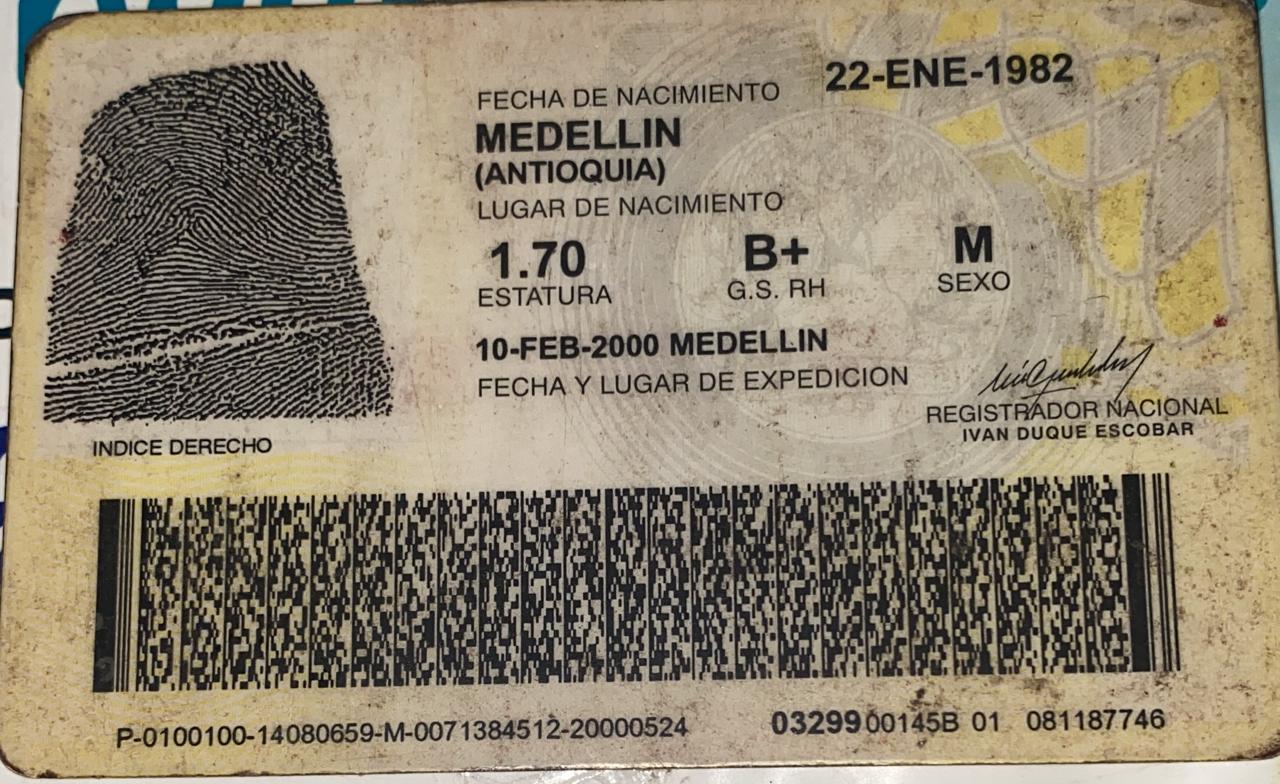 FECHA DE NACIMIENTO 22-ENE-1982
MEDELLIN
(ANTIOQUIA)
LUGAR DE NACIMIENTO
1.70 B+ M
ESTATURA G.S. RH SEXO
10-FEB-2000 MEDELLIN
FECHA Y LUGAR DE EXPEDICION
REGISTRADOR NACIONAL
IVAN DUQUE ESCOBAR
INDICE DERECHO
P-0100100-14080659-M-0071384512-20000524 0329900145B 01 081187746